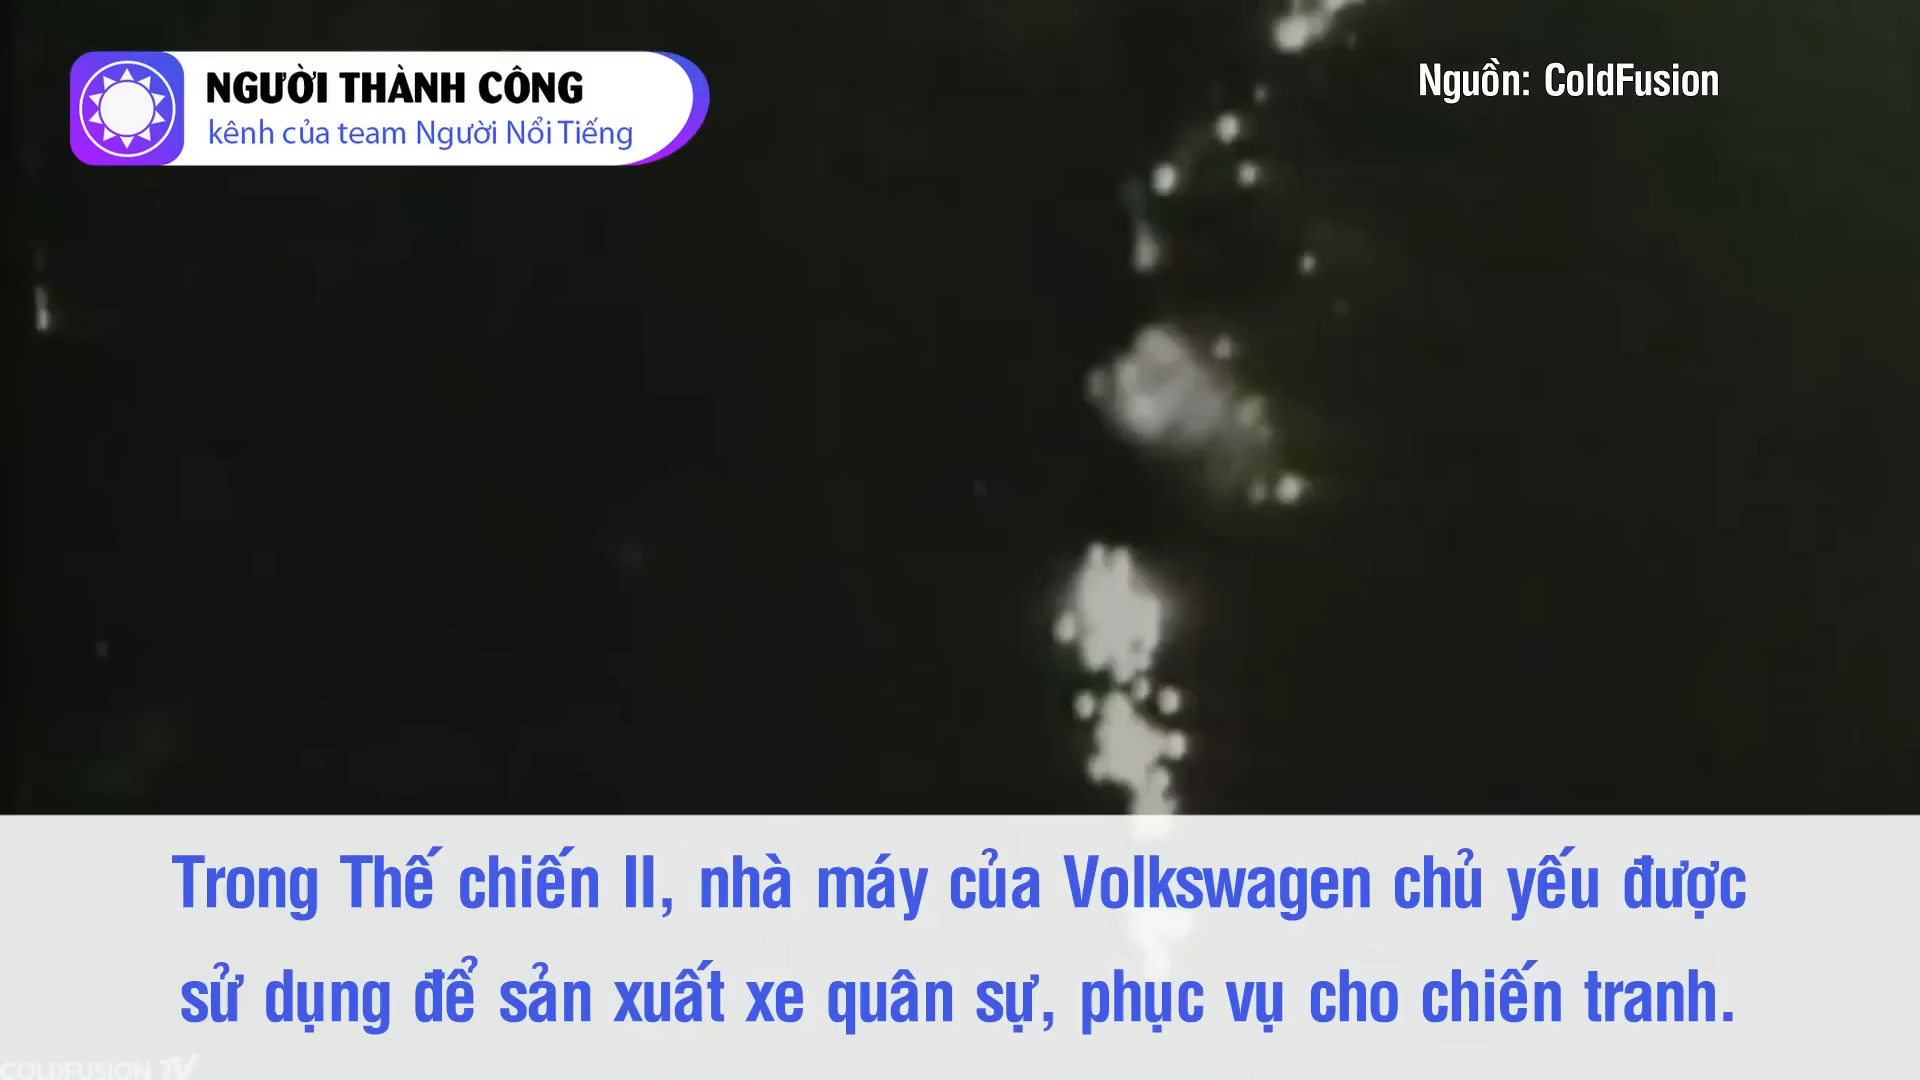 NGƯỜI THÀNH CÔNG
kênh của team Người Nổi Tiếng
Nguồn: ColdFusion
Trong Thế chiến II, nhà máy của Volkswagen chủ yếu được
sử dụng để sản xuất xe quân sự, phục vụ cho chiến tranh.
COLDFUSION TV